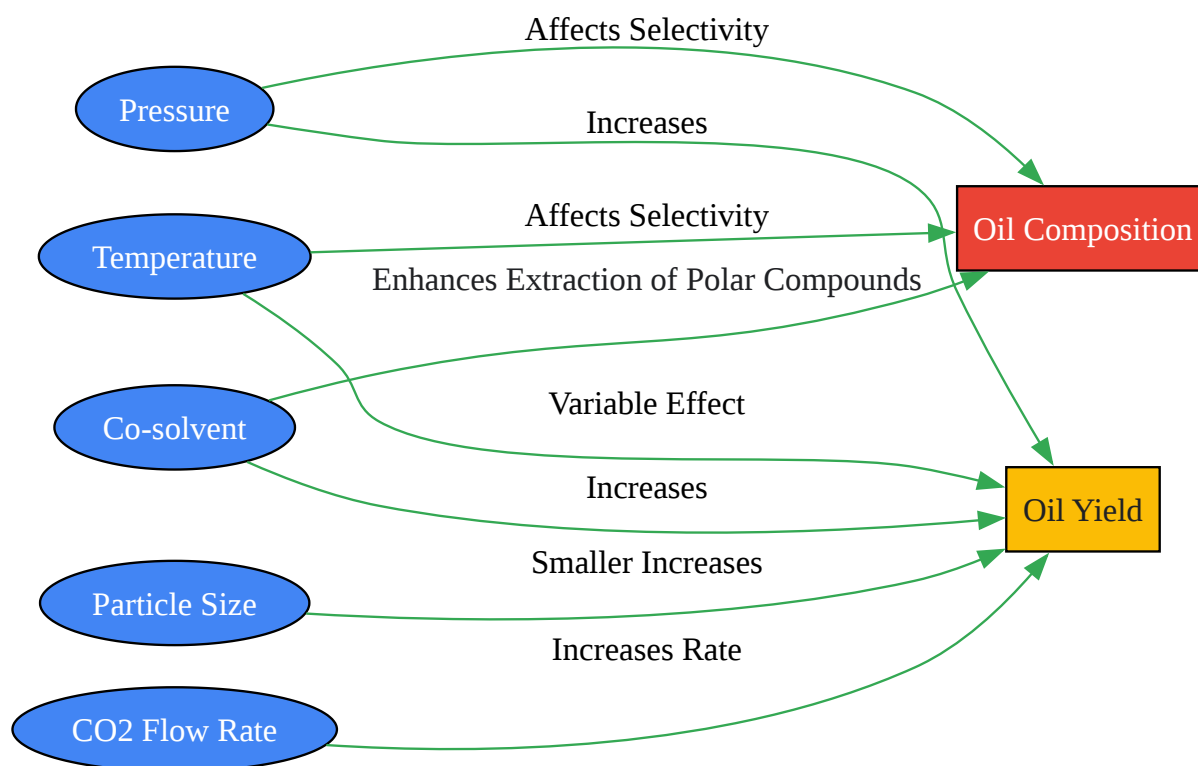 Affects Selectivity
Pressure
Increases
Affects Selectivity
Oil Composition
Temperature
Enhances Extraction of Polar Compounds
Variable Effect
Co-solvent
Increases
Oil Yield
Smaller Increases
Particle Size
Increases Rate
CO2 Flow Rate